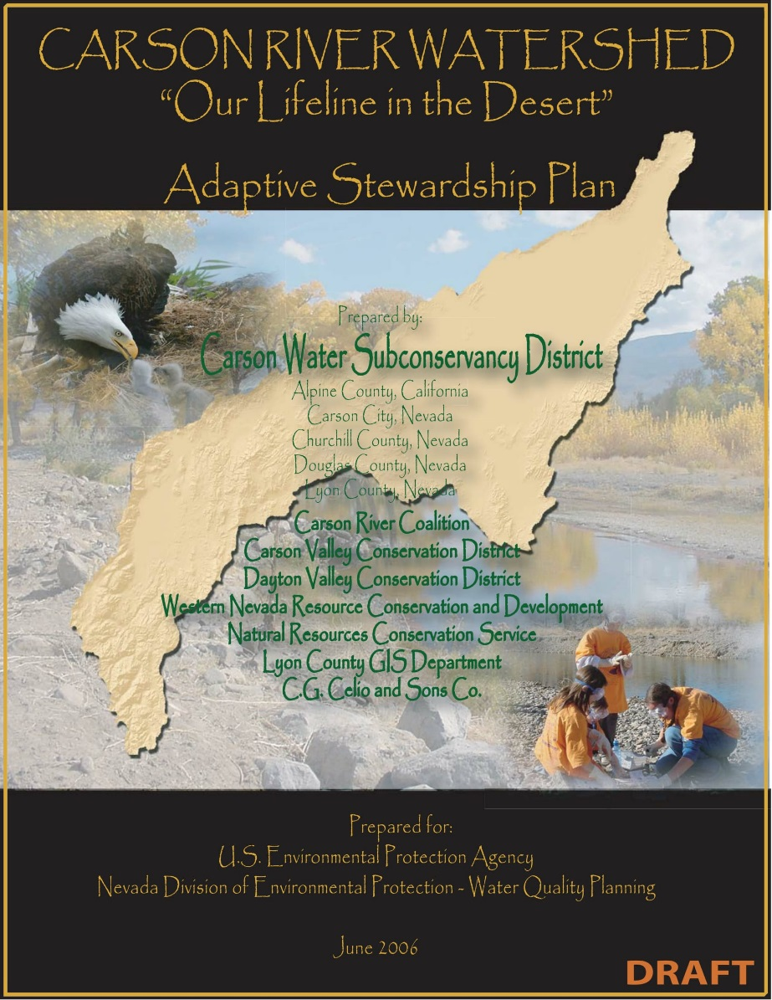 CARSON RIVER WATERSHED
“Our Lifeline in the Desert”
Adaptive Stewardship Plan
Prepared by:
Carson Water Subconservancy District
Alpine County, California
Carson City, Nevada
Churchill County, Nevada
Douglas County, Nevada
Lyon County, Nevada
Carson River Coalition
Carson Valley Conservation District
Dayton Valley Conservation District
Western Nevada Resource Conservation and Development
Natural Resources Conservation Service
Lyon County GIS Department
C.G. Celio and Sons Co.
Prepared for:
U.S. Environmental Protection Agency
Nevada Division of Environmental Protection - Water Quality Planning
June 2006
DRAFT